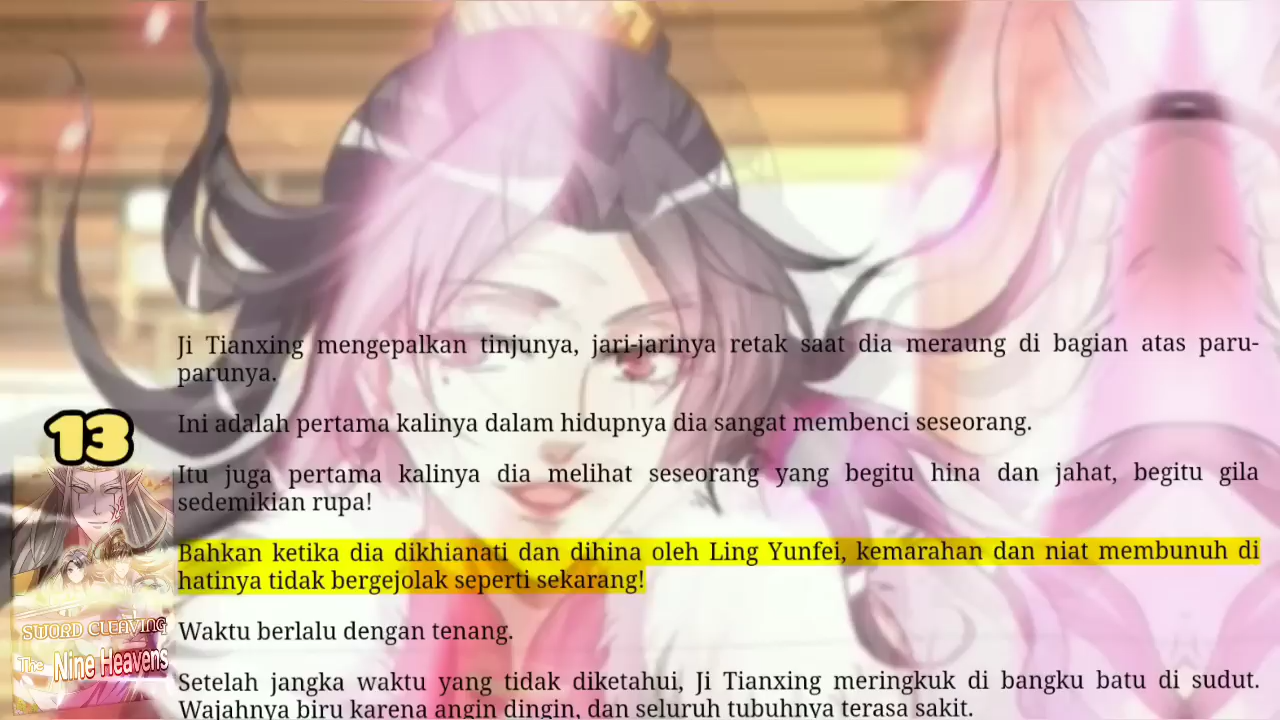 Ji Tianxing mengepalkan tinjunya, jari-jarinya retak saat dia meraung di bagian atas paru-
parunya.
Ini adalah pertama kalinya dalam hidupnya dia sangat membenci seseorang.
13
Itu juga pertama kalinya dia melihat seseorang yang begitu hina dan jahat, begitu gila
sedemikian rupa!
Bahkan ketika dia dikhianati dan dihina oleh Ling Yunfei, kemarahan dan niat membunuh di
hatinya tidak bergejolak seperti sekarang!
SWORD CLEAVING
The Nine Heavens
Waktu berlalu dengan tenang.
Setelah jangka waktu yang tidak diketahui, Ji Tianxing meringkuk di bangku batu di sudut.
Wajahnya biru karena angin dingin, dan seluruh tubuhnya terasa sakit.